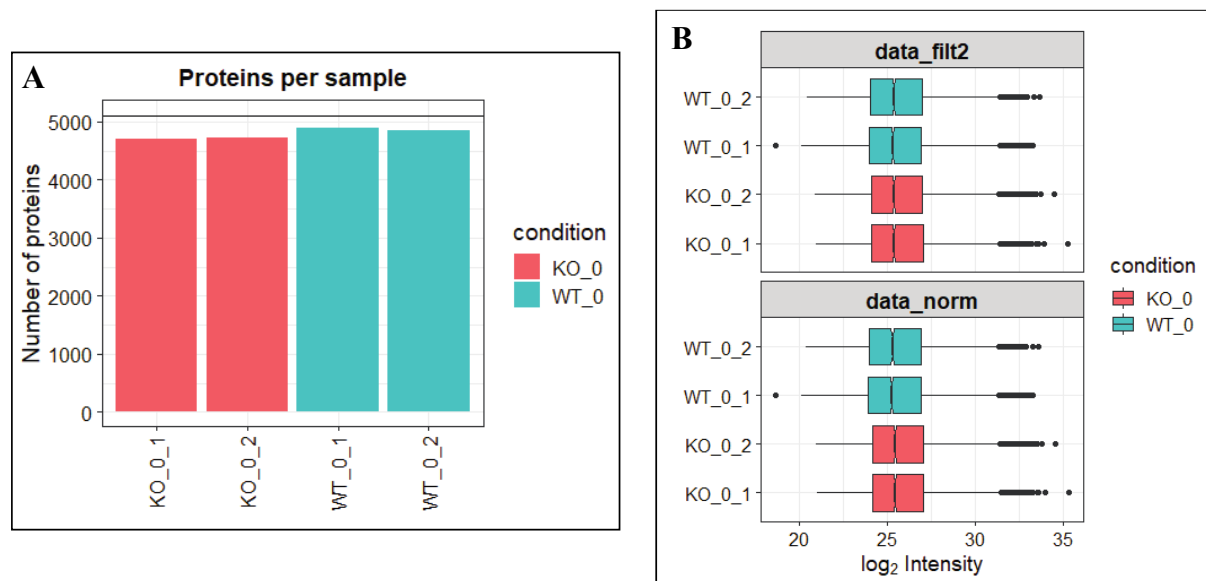 A
Proteins per sample
Number of proteins
5000
4000
3000
2000
1000
0
KO_0_1
KO_0_2
WT_0_1
WT_0_2
condition
KO_0
WT_0
B
data_filt2
WT_0_2
WT_0_1
KO_0_2
KO_0_1
data_norm
WT_0_2
WT_0_1
KO_0_2
KO_0_1
20
25
30
35
log₂ Intensity
condition
KO_0
WT_0